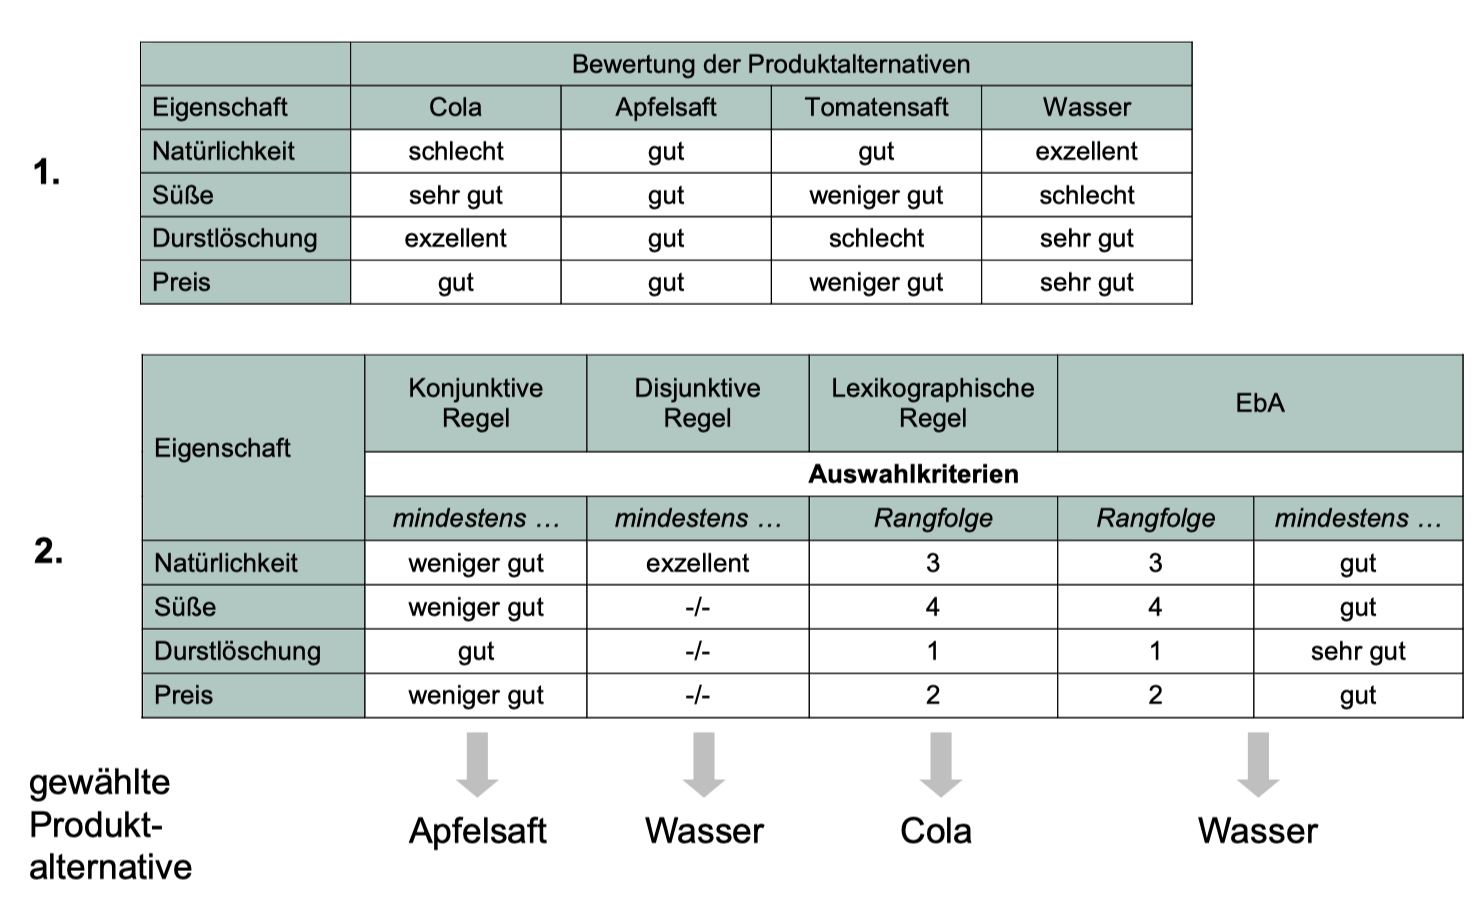 1.
Bewertung der Produktalternativen
Eigenschaft Cola Apfelsaft Tomatensaft Wasser
Natürlichkeit schlecht gut gut exzellent
Süße sehr gut gut weniger gut schlecht
Durstlöschung exzellent gut schlecht sehr gut
Preis gut gut weniger gut sehr gut
2.
Eigenschaft
Konjunktive Regel Disjunktive Regel Lexikographische Regel EbA
Auswahlkriterien
mindestens … mindestens … Rangfolge Rangfolge mindestens …
Natürlichkeit weniger gut exzellent 3 3 gut
Süße weniger gut -/- 4 4 gut
Durstlöschung gut -/- 1 1 sehr gut
Preis weniger gut -/- 2 2 gut
gewählte
Produkt-
alternative
Apfelsaft Wasser Cola Wasser